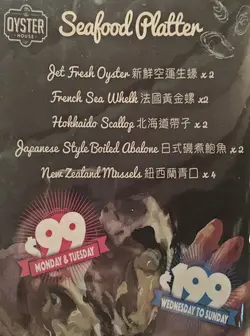 OYSTER
HOUSE
Seafood Platter
Jet Fresh Oyster 新鮮空運生蠔 x 2
French Sea Whelk 法國黃金螺 x2
Hokkaido Scallop 北海道帶子 x 2
Japanese Style Boiled Abalone 日式磯煮鮑魚 x 2
New Zealand Mussels 紐西蘭青口 x 4
$99
MONDAY & TUESDAY
$199
WEDNESDAY TO SUNDAY